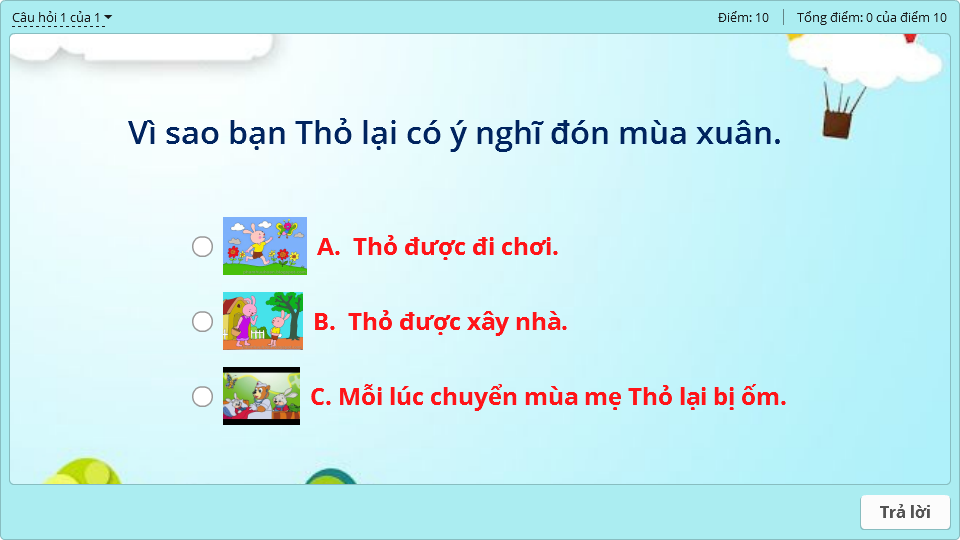 Câu hỏi 1 của 1
Điểm: 10
Tổng điểm: 0 của điểm 10
Vì sao bạn Thỏ lại có ý nghĩ đón mùa xuân.
A. Thỏ được đi chơi.
B. Thỏ được xây nhà.
C. Mỗi lúc chuyển mùa mẹ Thỏ lại bị ốm.
Trả lời